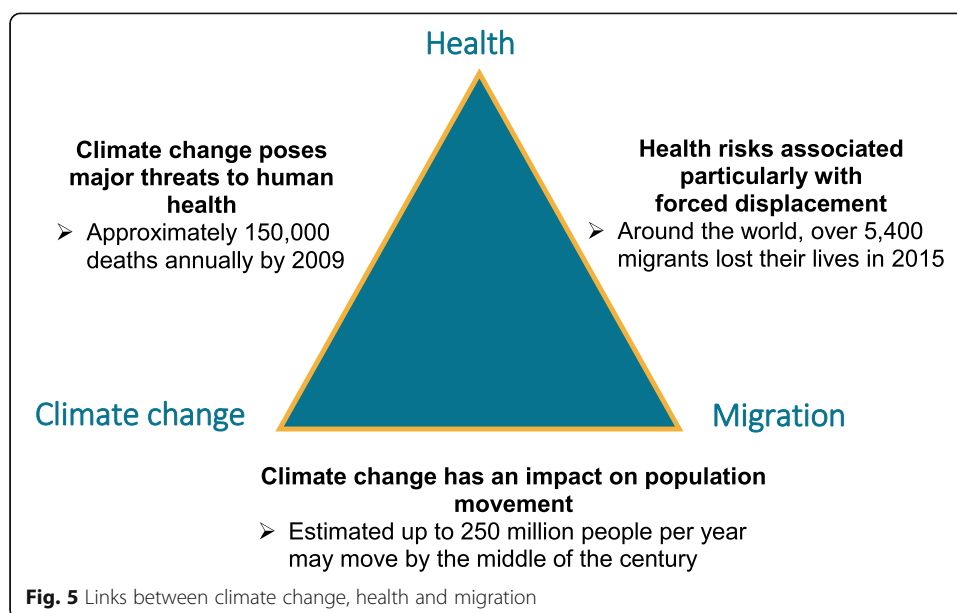 Health
Climate change poses
major threats to human
health
➢ Approximately 150,000
deaths annually by 2009
Health risks associated
particularly with
forced displacement
➢ Around the world, over 5,400
migrants lost their lives in 2015
Climate change
Migration
Climate change has an impact on population
movement
➢ Estimated up to 250 million people per year
may move by the middle of the century
Fig. 5 Links between climate change, health and migration